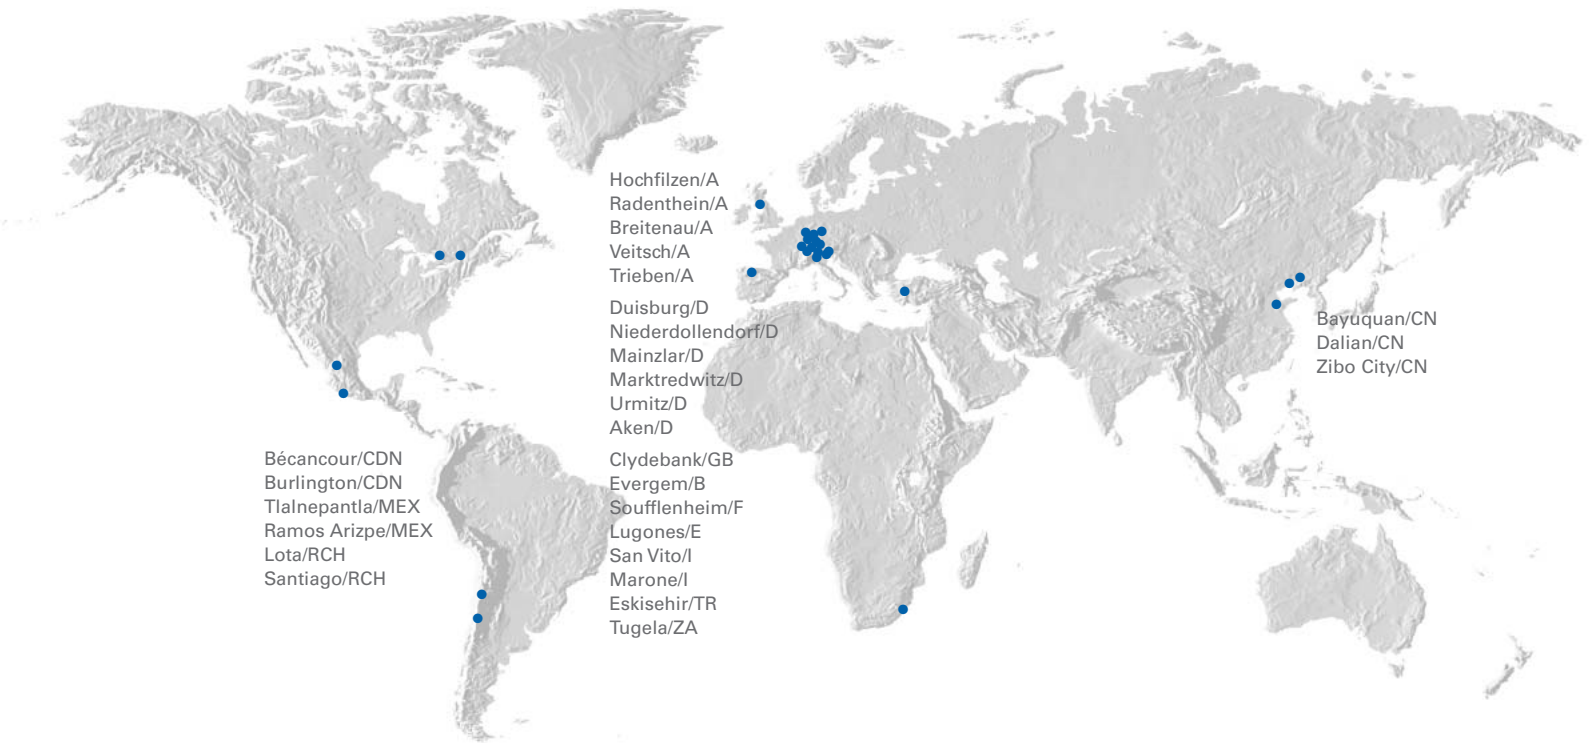 Hochfilzen/A
Radenthein/A
Breitenau/A
Veitsch/A
Trieben/A
Duisburg/D
Niederdollendorf/D
Mainzlar/D
Marktredwitz/D
Urmitz/D
Aken/D
Clydebank/GB
Evergem/B
Soufflenheim/F
Lugones/E
San Vito/I
Marone/I
Eskisehir/TR
Tugela/ZA
Bayuquan/CN
Dalian/CN
Zibo City/CN
Bécancour/CDN
Burlington/CDN
Tlalnepantla/MEX
Ramos Arizpe/MEX
Lota/RCH
Santiago/RCH